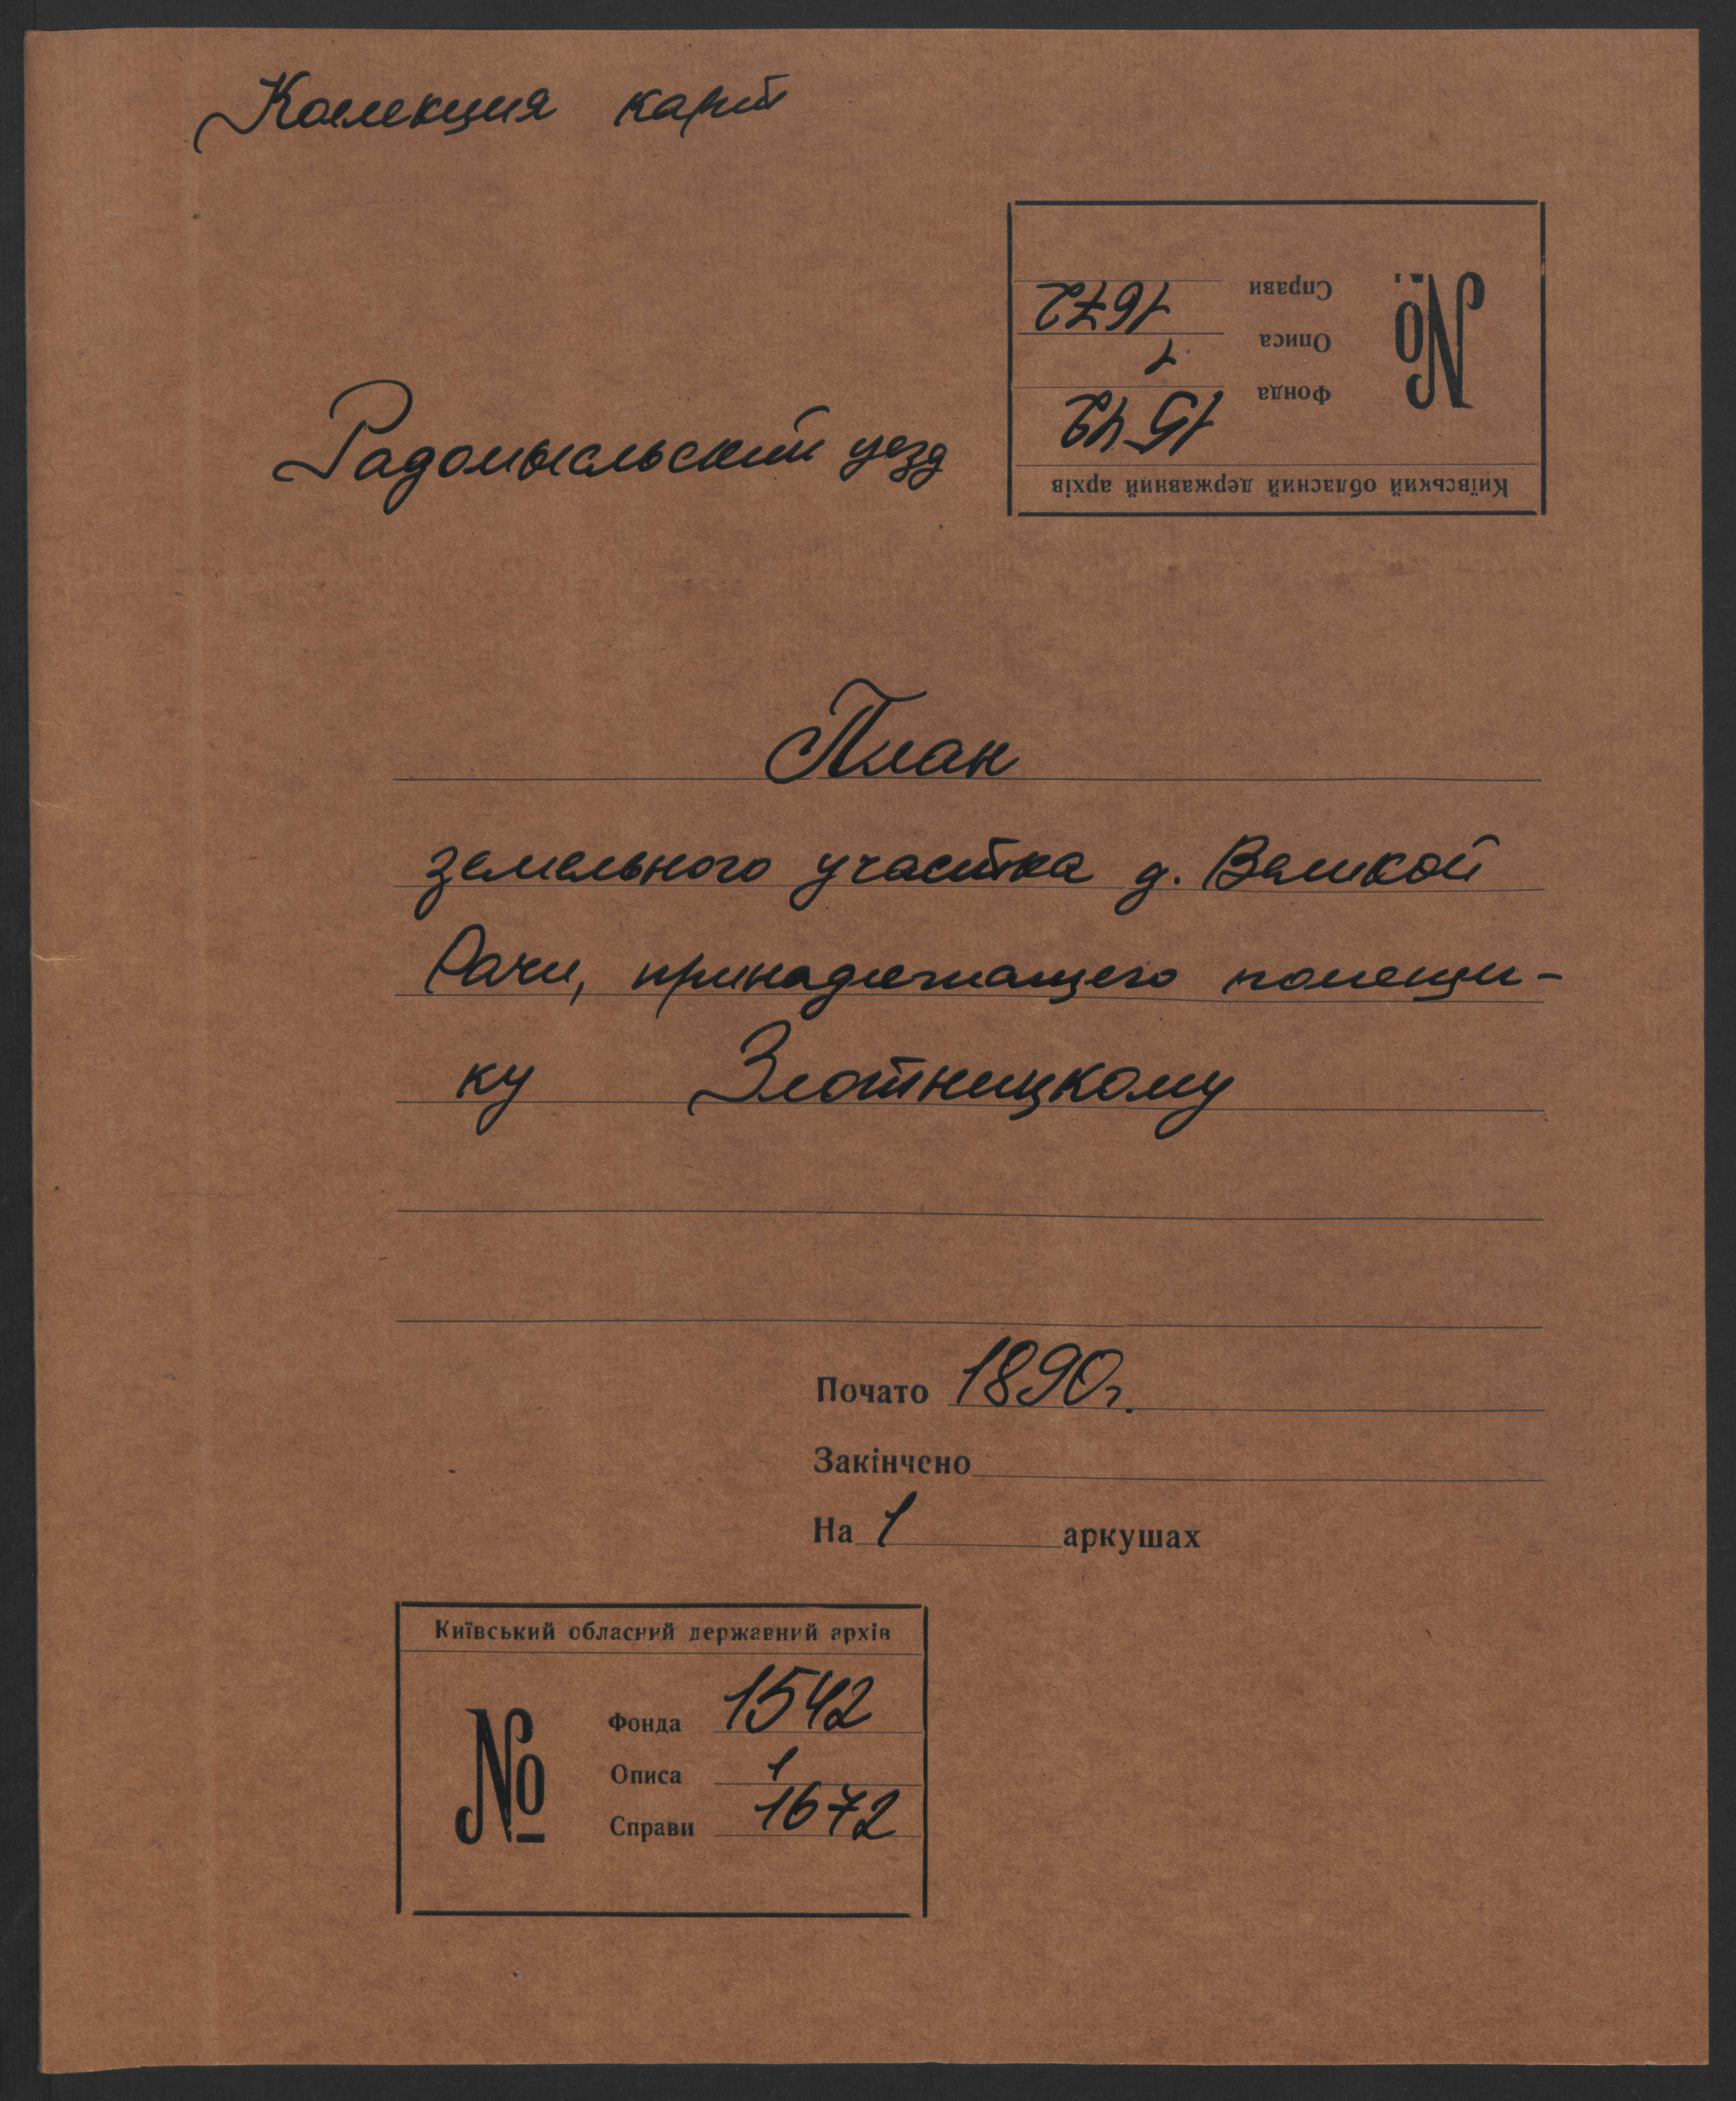 Коллекция карт
Справи 1672
Описа 1
Фонда 1542
№
Київський обласний державний архів
Радомысльский уезд
План
земельного участка д. Великой
Рачи, принадлежащего помещи-
ку Злотницкому
Почато 1890г.
Закінчено
На 1 аркушах
Київський обласний державний архів
№
Фонда 1542
Описа 1
Справи 1672